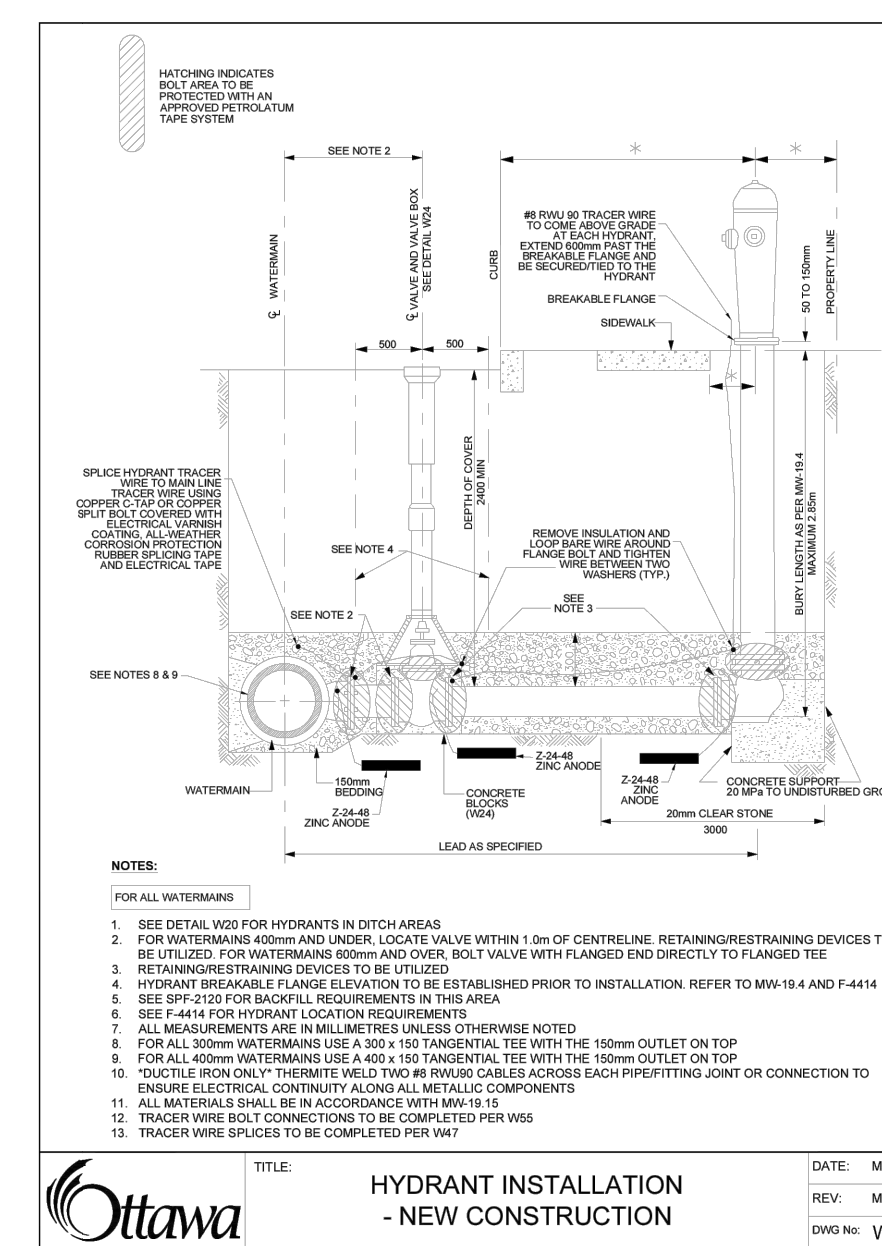 HATCHING INDICATES
BOLT AREA TO BE
PROTECTED WITH AN
APPROVED PETROLATUM
TAPE SYSTEM
SEE NOTE 2
*
*
℄ WATERMAIN
℄ VALVE AND VALVE BOX
SEE DETAIL W24
CURB
#8 RWU 90 TRACER WIRE
TO COME ABOVE GRADE
AT EACH HYDRANT,
EXTEND 600mm PAST THE
BREAKABLE FLANGE AND
BE SECURED/TIED TO THE
HYDRANT
BREAKABLE FLANGE
SIDEWALK
50 TO 150mm
PROPERTY LINE
500
500
*
DEPTH OF COVER
2400 MIN
BURY LENGTH AS PER MW-19.4
MAXIMUM 2.85m
SPLICE HYDRANT TRACER
WIRE TO MAIN LINE
TRACER WIRE USING
COPPER C-TAP OR COPPER
SPLIT BOLT COVERED WITH
ELECTRICAL VARNISH
COATING, ALL-WEATHER
CORROSION PROTECTION
RUBBER SPLICING TAPE
AND ELECTRICAL TAPE
SEE NOTE 4
REMOVE INSULATION AND
LOOP BARE WIRE AROUND
FLANGE BOLT AND TIGHTEN
WIRE BETWEEN TWO
WASHERS (TYP.)
SEE
NOTE 3
SEE NOTE 2
SEE NOTES 8 & 9
WATERMAIN
150mm
BEDDING
Z-24-48
ZINC ANODE
CONCRETE
BLOCKS
(W24)
Z-24-48
ZINC ANODE
Z-24-48
ZINC
ANODE
CONCRETE SUPPORT
20 MPa TO UNDISTURBED GRO
20mm CLEAR STONE
3000
LEAD AS SPECIFIED
NOTES:
FOR ALL WATERMAINS
1. SEE DETAIL W20 FOR HYDRANTS IN DITCH AREAS
2. FOR WATERMAINS 400mm AND UNDER, LOCATE VALVE WITHIN 1.0m OF CENTRELINE. RETAINING/RESTRAINING DEVICES T
BE UTILIZED. FOR WATERMAINS 600mm AND OVER, BOLT VALVE WITH FLANGED END DIRECTLY TO FLANGED TEE
3. RETAINING/RESTRAINING DEVICES TO BE UTILIZED
4. HYDRANT BREAKABLE FLANGE ELEVATION TO BE ESTABLISHED PRIOR TO INSTALLATION. REFER TO MW-19.4 AND F-4414
5. SEE SPF-2120 FOR BACKFILL REQUIREMENTS IN THIS AREA
6. SEE F-4414 FOR HYDRANT LOCATION REQUIREMENTS
7. ALL MEASUREMENTS ARE IN MILLIMETRES UNLESS OTHERWISE NOTED
8. FOR ALL 300mm WATERMAINS USE A 300 x 150 TANGENTIAL TEE WITH THE 150mm OUTLET ON TOP
9. FOR ALL 400mm WATERMAINS USE A 400 x 150 TANGENTIAL TEE WITH THE 150mm OUTLET ON TOP
10. *DUCTILE IRON ONLY* THERMITE WELD TWO #8 RWU90 CABLES ACROSS EACH PIPE/FITTING JOINT OR CONNECTION TO
ENSURE ELECTRICAL CONTINUITY ALONG ALL METALLIC COMPONENTS
11. ALL MATERIALS SHALL BE IN ACCORDANCE WITH MW-19.15
12. TRACER WIRE BOLT CONNECTIONS TO BE COMPLETED PER W55
13. TRACER WIRE SPLICES TO BE COMPLETED PER W47
Ottawa
TITLE:
HYDRANT INSTALLATION
- NEW CONSTRUCTION
DATE: M
REV: M
DWG No: